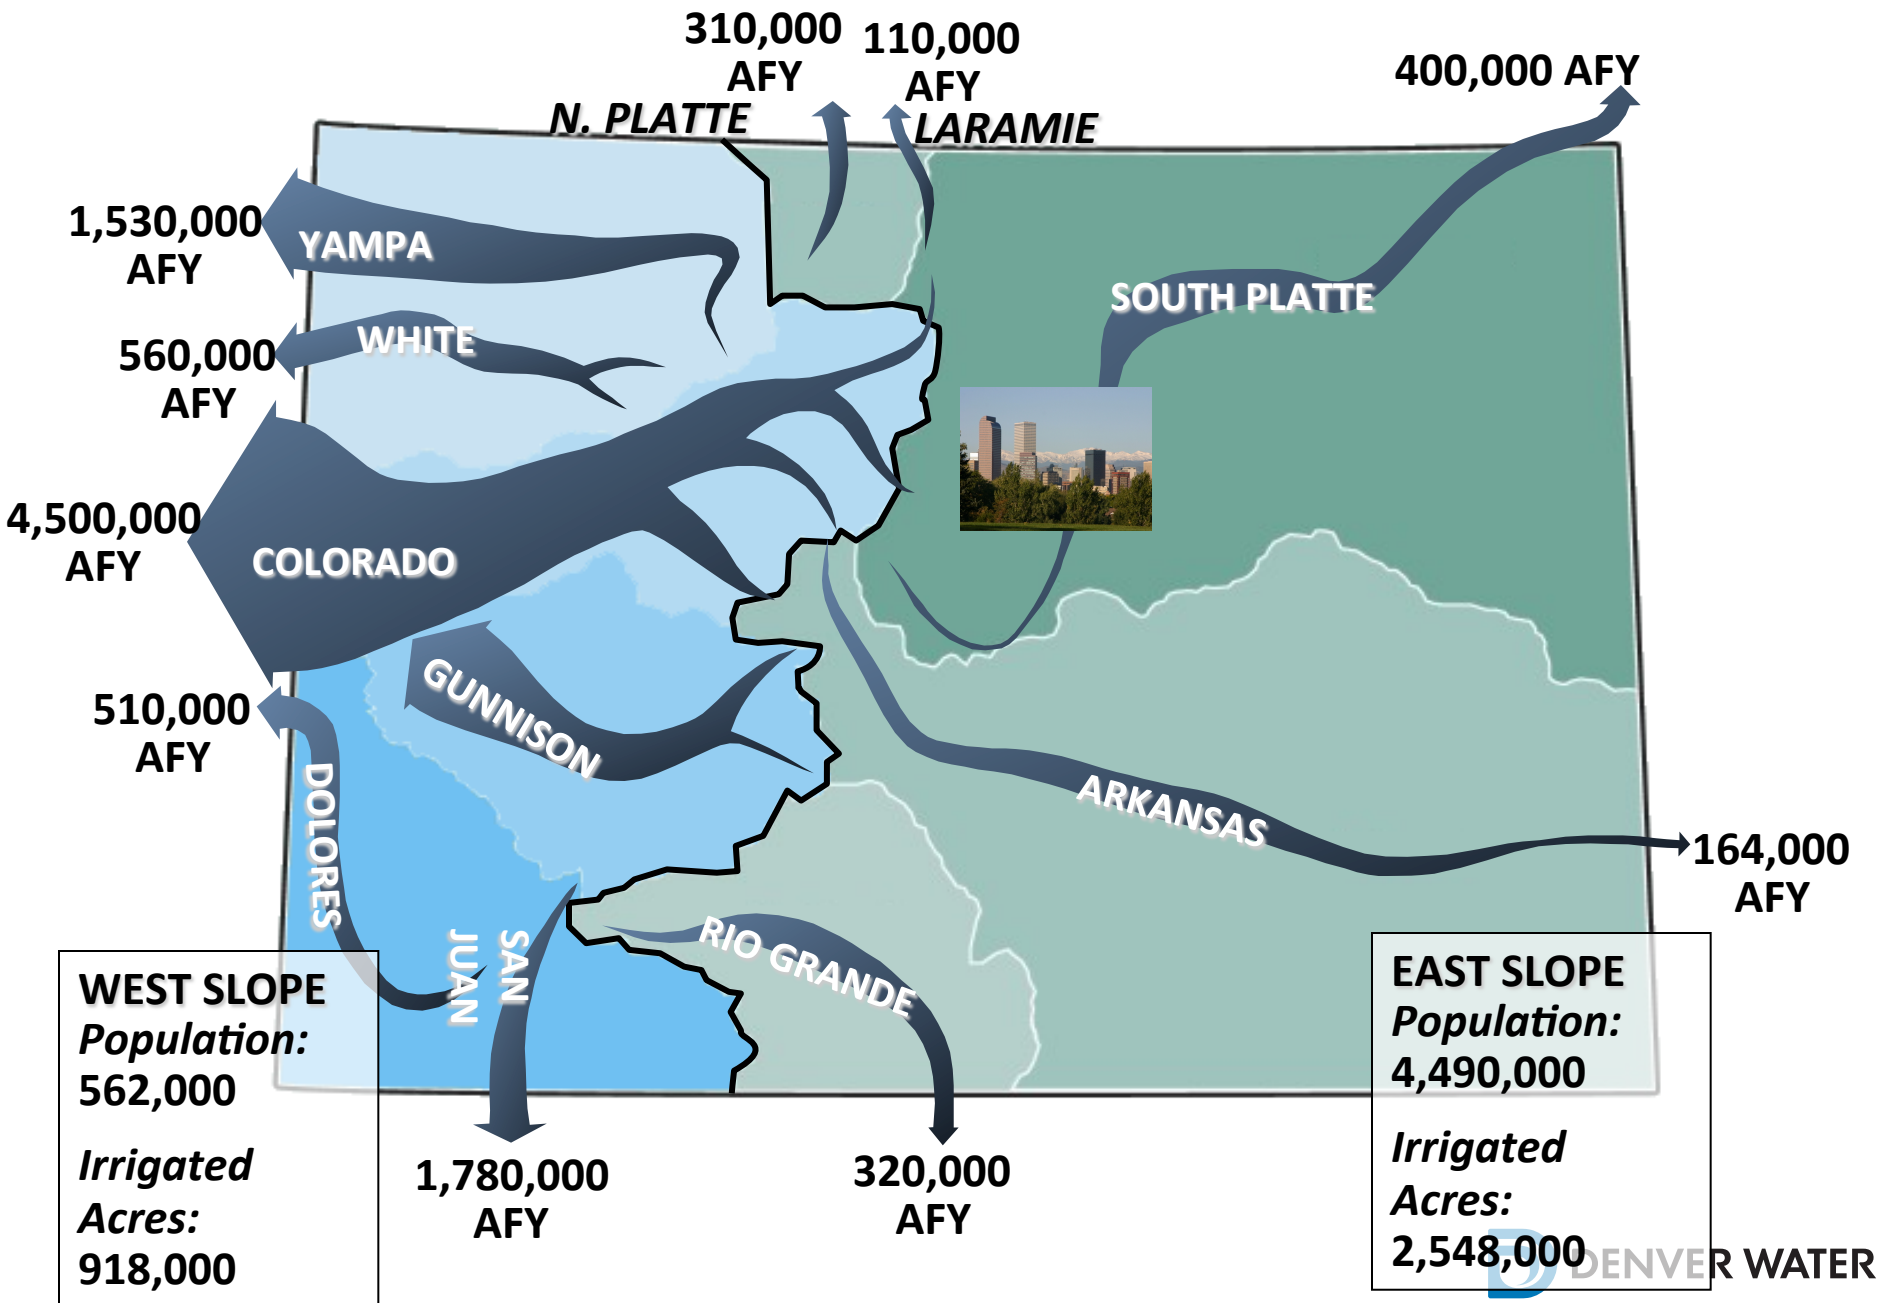 310,000
AFY
110,000
AFY
400,000 AFY
N. PLATTE
LARAMIE
1,530,000
AFY
YAMPA
SOUTH PLATTE
560,000
AFY
WHITE
4,500,000
AFY
COLORADO
GUNNISON
510,000
AFY
DOLORES
ARKANSAS
164,000
AFY
SAN
JUAN
RIO GRANDE
WEST SLOPE
Population:
562,000
Irrigated
Acres:
918,000
1,780,000
AFY
320,000
AFY
EAST SLOPE
Population:
4,490,000
Irrigated
Acres:
2,548,000
DENVER WATER